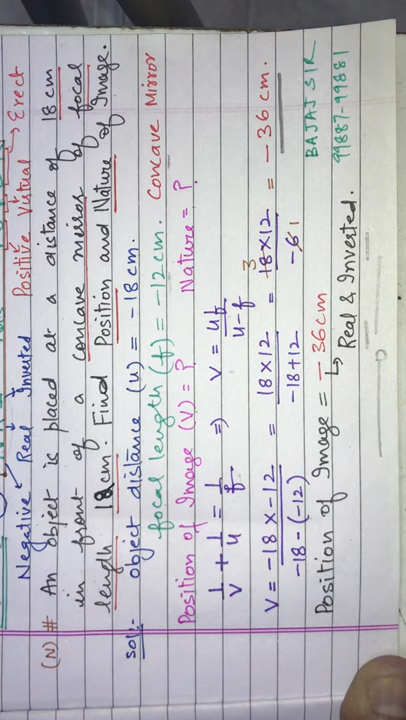 Negative Real Inverted Positive Virtual → Erect
(N) # An object is placed at a distance of 18 cm
in front of a concave mirror of focal
length 12 cm. Find Position and Nature of Image.
Sol:- object distance (u) = -18 cm.
focal length (f) = -12 cm. Concave Mirror
Position of Image (v) = ? Nature = ?
1/v + 1/u = 1/f => v = uf/u-f
v = -18 x -12/-18 - (-12) = 18 x 12/-18+12 = 18 x 12/-6 = -36 cm.
3
1
Position of Image = -36 cm
↳ Real & Inverted.
BAJAJ SIR
99887-99881